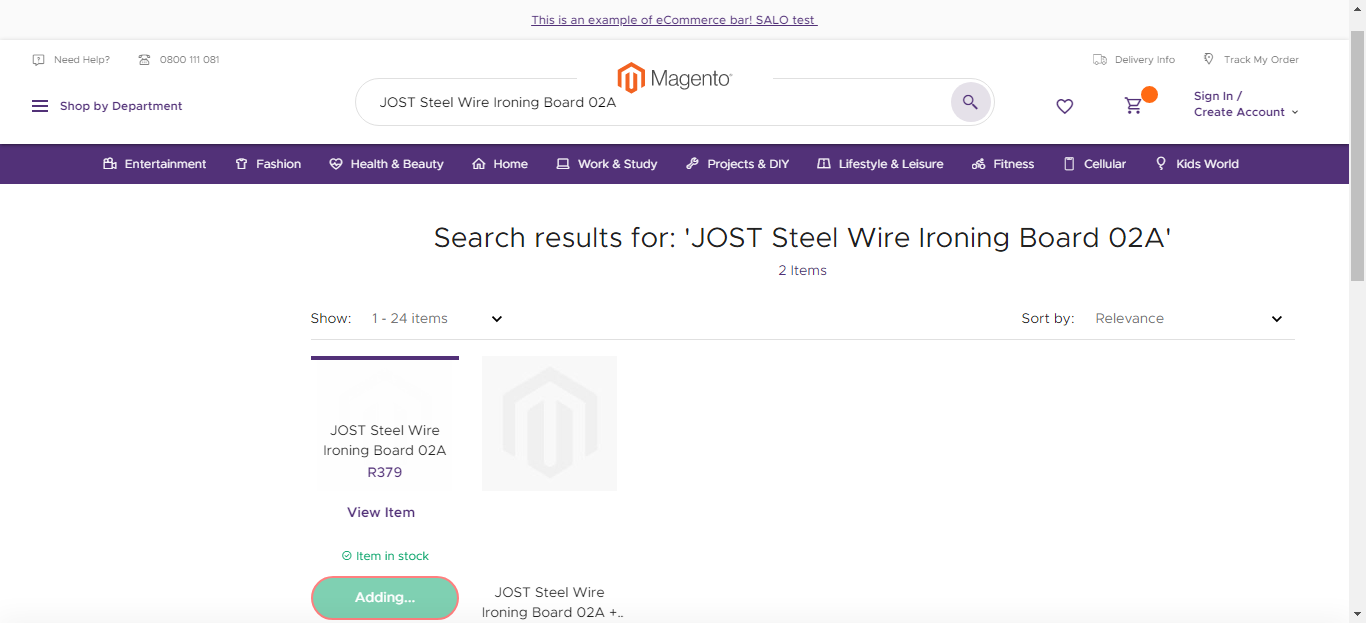 This is an example of eCommerce bar! SALO test
Need Help?
0800 111 081
Magento
Delivery Info
Track My Order
Shop by Department
JOST Steel Wire Ironing Board 02A
Sign In /
Create Account
Entertainment
Fashion
Health & Beauty
Home
Work & Study
Projects & DIY
Lifestyle & Leisure
Fitness
Cellular
Kids World
Search results for: 'JOST Steel Wire Ironing Board 02A'
2 Items
Show: 1 - 24 items
Sort by: Relevance
JOST Steel Wire
Ironing Board 02A
R379
View Item
Item in stock
Adding...
JOST Steel Wire
Ironing Board 02A +..